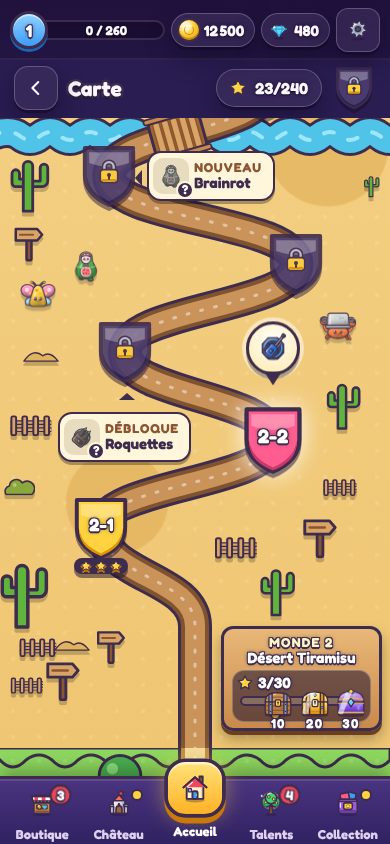 1
0 / 260
12 500
480
Carte
23/240
NOUVEAU
Brainrot
?
2-2
DÉBLOQUE
Roquettes
?
2-1
MONDE 2
Désert Tiramisu
3/30
10 20 30
3
4
Boutique Château Accueil Talents Collection